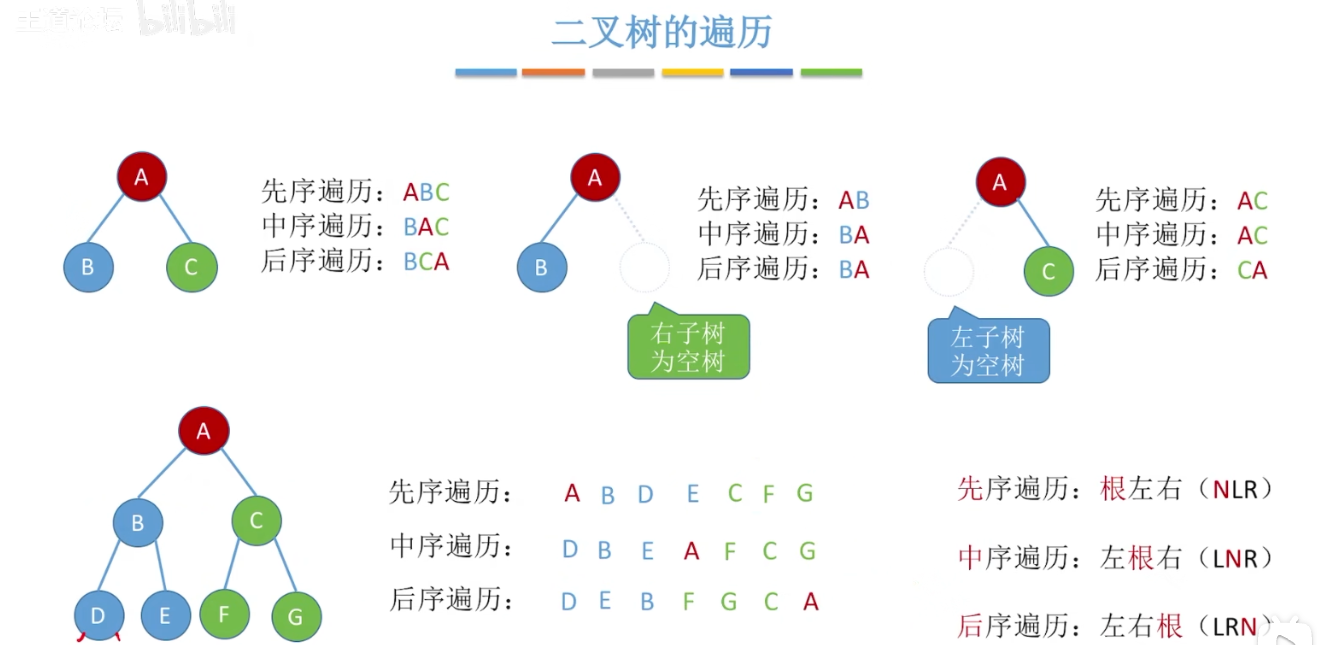 王道论坛 bilibili
二叉树的遍历
A
B
C
先序遍历：ABC
中序遍历：BAC
后序遍历：BCA
A
B
右子树
为空树
先序遍历：AB
中序遍历：BA
后序遍历：BA
A
C
左子树
为空树
先序遍历：AC
中序遍历：AC
后序遍历：CA
A
B
C
D
E
F
G
先序遍历： A B D E C F G
中序遍历： D B E A F C G
后序遍历： D E B F G C A
先序遍历：根左右（NLR）
中序遍历：左根右（LNR）
后序遍历：左右根（LRN）